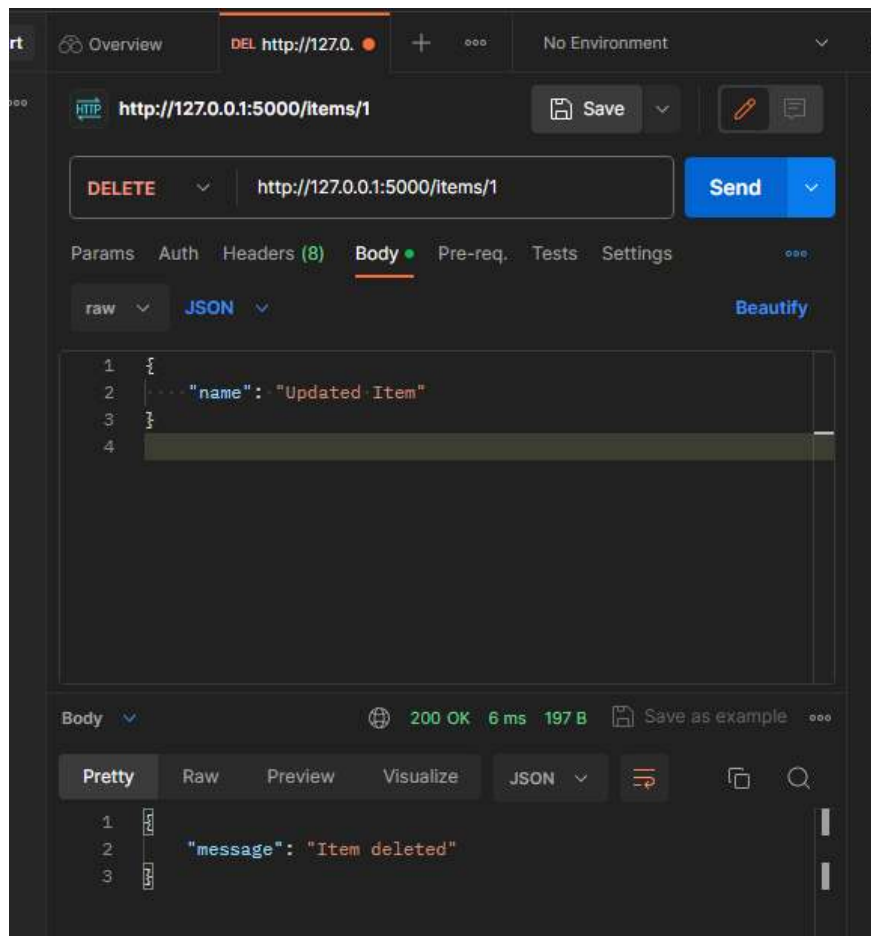 rt
Overview
DEL http://127.0.
No Environment
HTTP http://127.0.0.1:5000/items/1
Save
DELETE http://127.0.0.1:5000/items/1
Send
Params Auth Headers (8) Body Pre-req. Tests Settings
raw JSON Beautify
1 {
2 "name": "Updated Item"
3 }
4
Body 200 OK 6 ms 197 B Save as example
Pretty Raw Preview Visualize JSON
1 {
2 "message": "Item deleted"
3 }